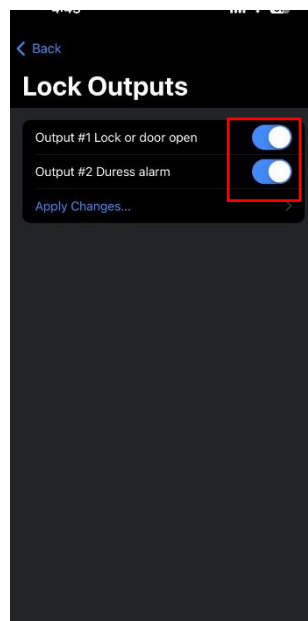 Back
Lock Outputs
Output #1 Lock or door open
Output #2 Duress alarm
Apply Changes...